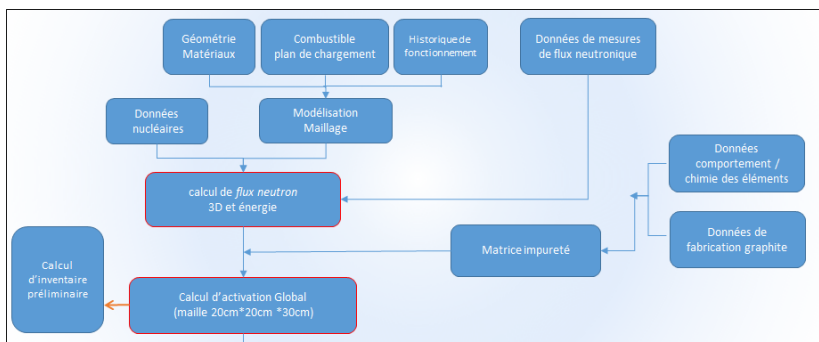 Géométrie
Matériaux
Combustible
plan de chargement
Historique de
fonctionnement
Données de mesures
de flux neutronique
Données
nucléaires
Modélisation
Maillage
Données
comportement /
chimie des éléments
calcul de flux neutron
3D et énergie
Données de
fabrication graphite
Matrice impureté
Calcul
d'inventaire
préliminaire
Calcul d'activation Global
(maille 20cm*20cm *30cm)